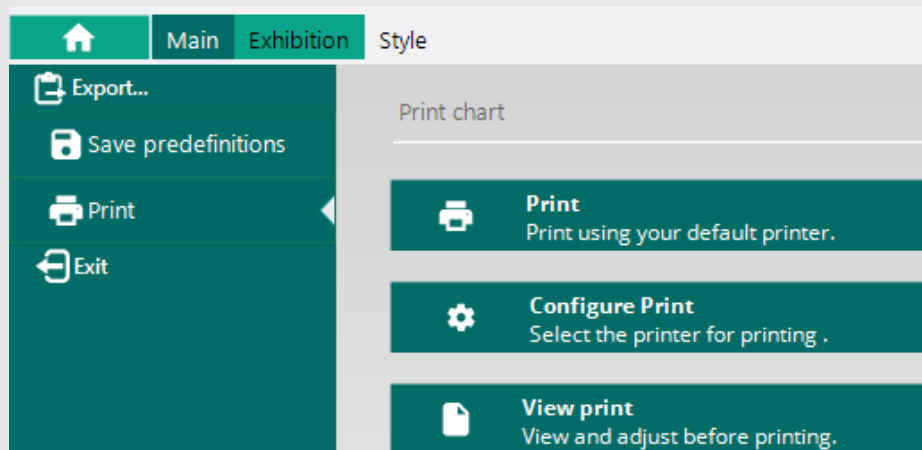 Main Exhibition Style
Export...
Save predefinitions
Print
Exit
Print chart
Print
Print using your default printer.
Configure Print
Select the printer for printing .
View print
View and adjust before printing.